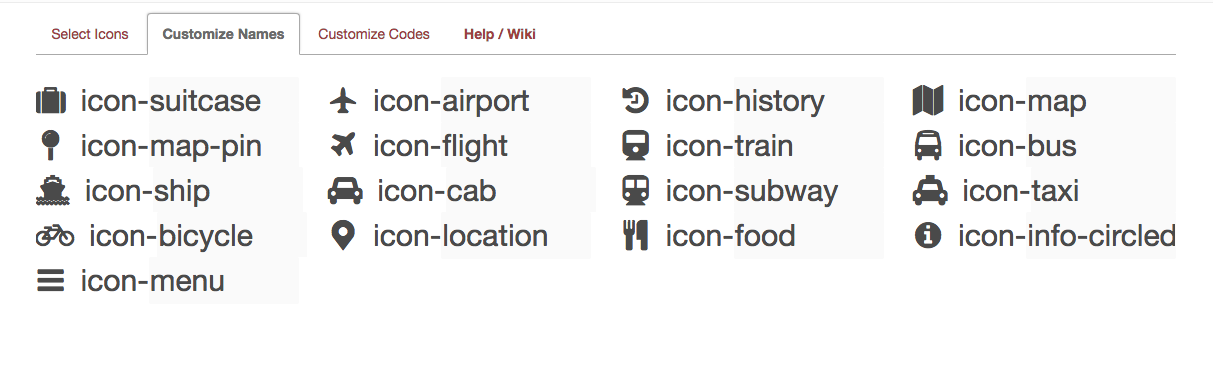 Select Icons Customize Names Customize Codes Help / Wiki
icon-suitcase icon-airport icon-history icon-map
icon-map-pin icon-flight icon-train icon-bus
icon-ship icon-cab icon-subway icon-taxi
icon-bicycle icon-location icon-food icon-info-circled
icon-menu